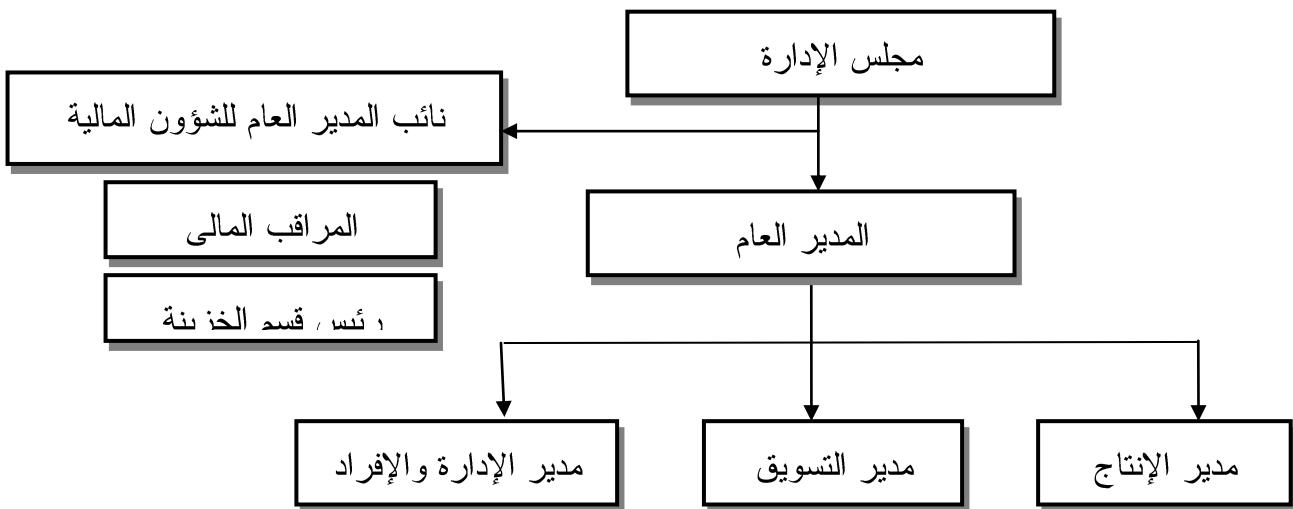 مجلس الإدارة
نائب المدير العام للشؤون المالية
المراقب المالى
المدير العام
رئيس قسم الخزينة
مدير الإنتاج
مدير التسويق
مدير الإدارة والإفراد